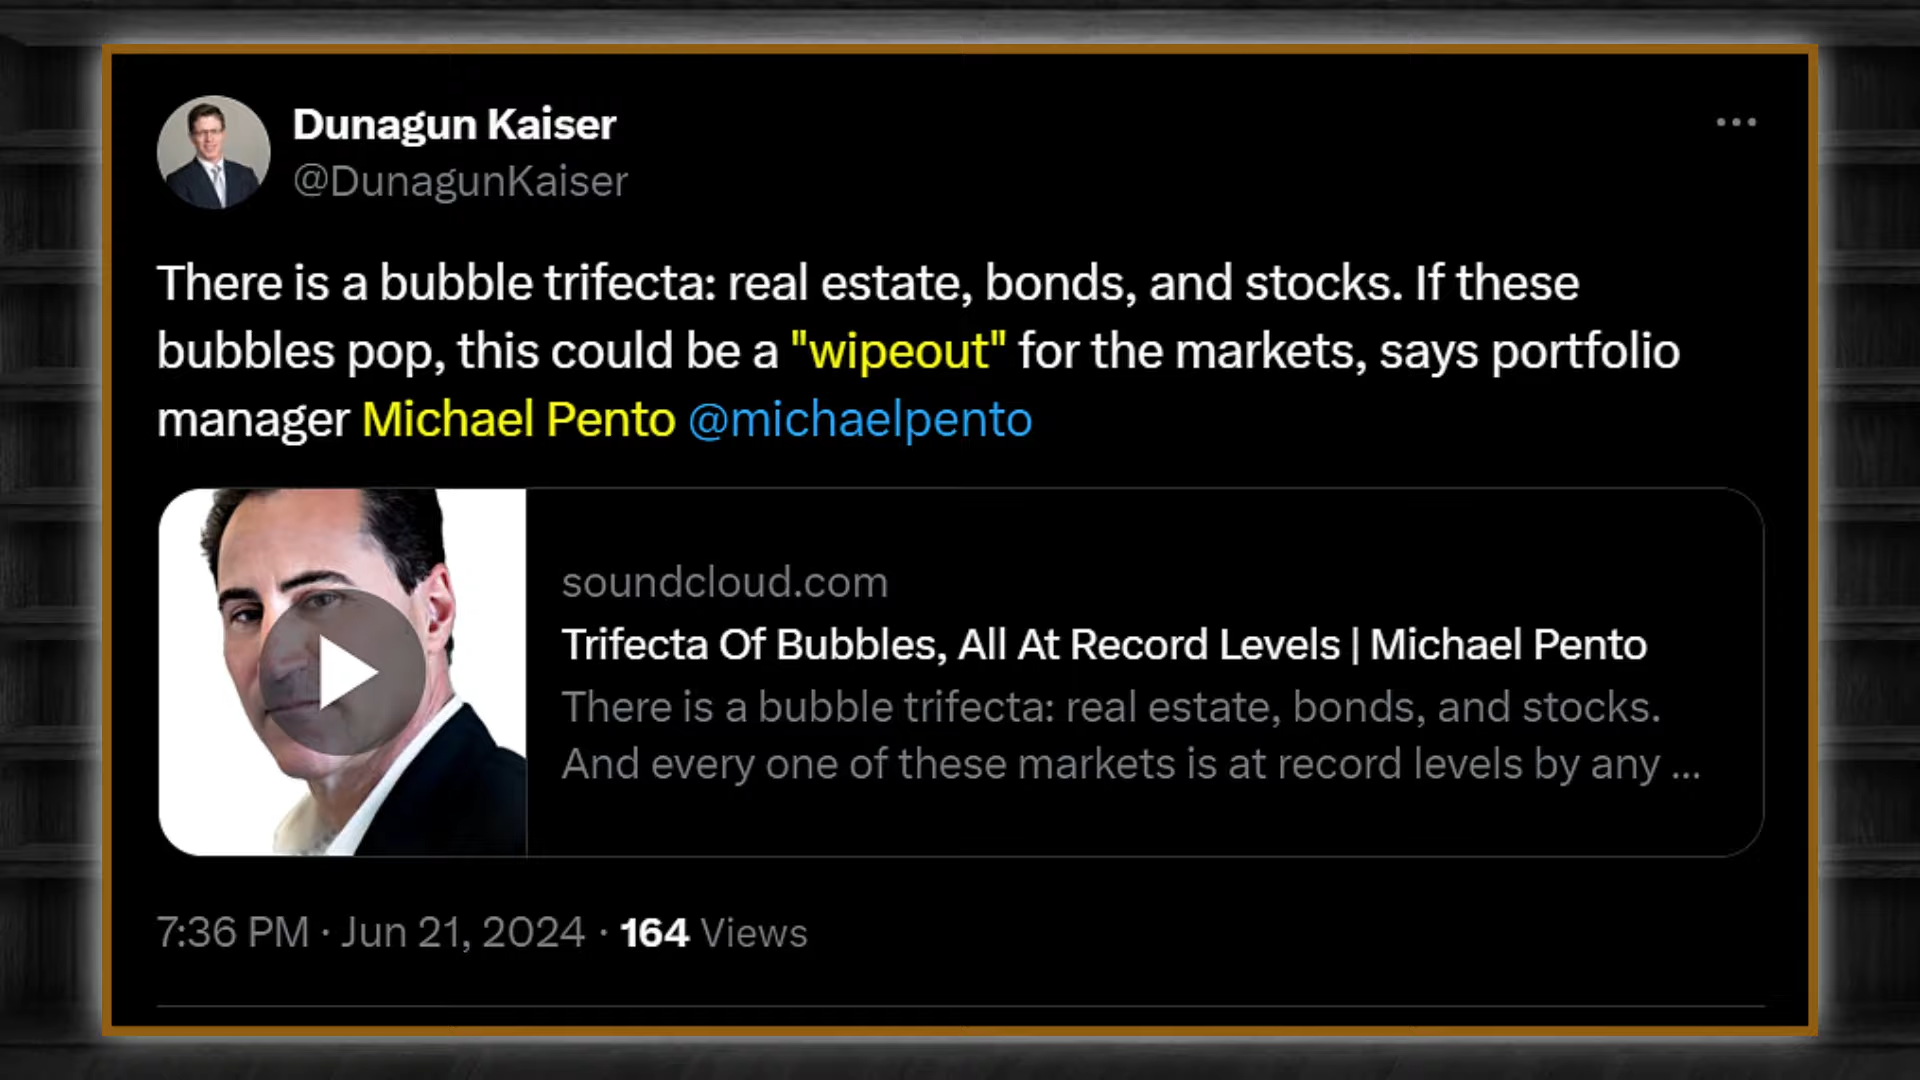 Dunagun Kaiser
@DunagunKaiser
There is a bubble trifecta: real estate, bonds, and stocks. If these
bubbles pop, this could be a "wipeout" for the markets, says portfolio
manager Michael Pento @michaelpento
soundcloud.com
Trifecta Of Bubbles, All At Record Levels | Michael Pento
There is a bubble trifecta: real estate, bonds, and stocks.
And every one of these markets is at record levels by any ...
7:36 PM · Jun 21, 2024 · 164 Views